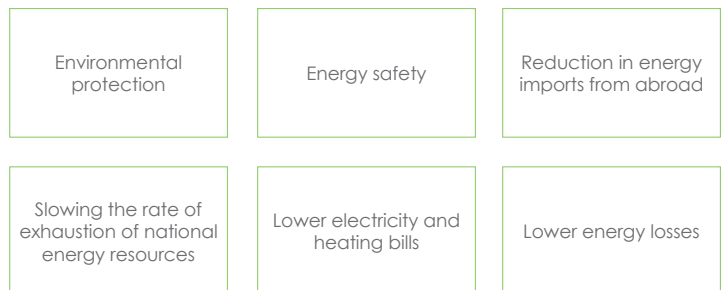 Environmental
protection
Energy safety
Reduction in energy
imports from abroad
Slowing the rate of
exhaustion of national
energy resources
Lower electricity and
heating bills
Lower energy losses